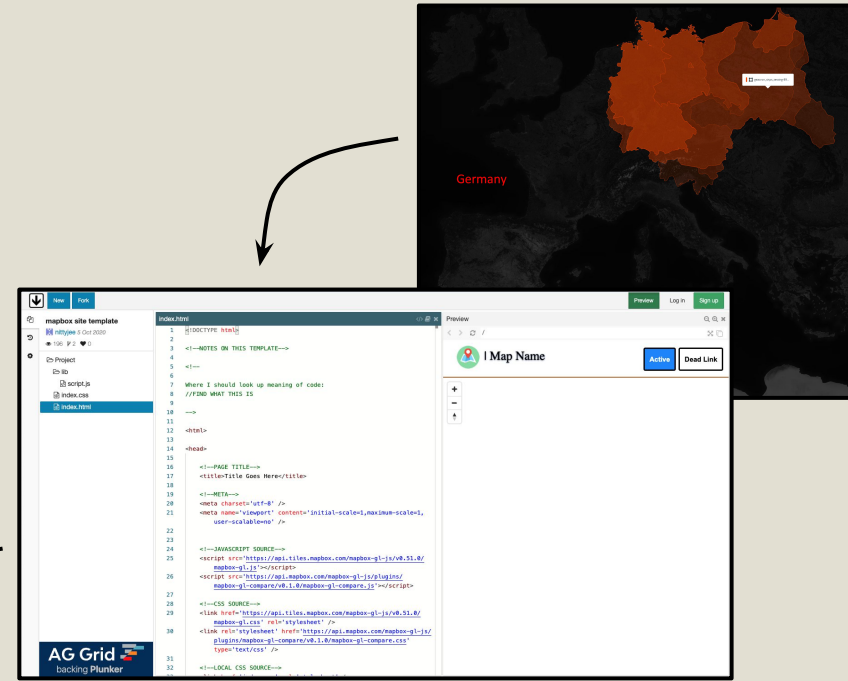 Germany
New Fork
Preview Log in Sign up
mapbox site template
nittyjee 5 Oct 2020
196 2 0
Project
lib
script.js
index.css
index.html
AG Grid
backing Plunker
index.html
1 <!DOCTYPE html>
2
3 <!--NOTES ON THIS TEMPLATE-->
4
5 <!--
6
7 Where I should look up meaning of code:
8 //FIND WHAT THIS IS
9
10 -->
11
12 <html>
13
14 <head>
15
16 <!--PAGE TITLE-->
17 <title>Title Goes Here</title>
18
19 <!--META-->
20 <meta charset='utf-8' />
21 <meta name='viewport' content='initial-scale=1,maximum-scale=1,
user-scalable=no' />
22
23
24 <!--JAVASCRIPT SOURCE-->
25 <script src='https://api.tiles.mapbox.com/mapbox-gl-js/v0.51.0/
mapbox-gl.js'></script>
26 <script src='https://api.mapbox.com/mapbox-gl-js/plugins/
mapbox-gl-compare/v0.1.0/mapbox-gl-compare.js'></script>
27
28 <!--CSS SOURCE-->
29 <link href='https://api.tiles.mapbox.com/mapbox-gl-js/v0.51.0/
mapbox-gl.css' rel='stylesheet' />
30 <link rel='stylesheet' href='https://api.mapbox.com/mapbox-gl-js/
plugins/mapbox-gl-compare/v0.1.0/mapbox-gl-compare.css'
type='text/css' />
31
32 <!--LOCAL CSS SOURCE-->
Preview
/
| Map Name
Active
Dead Link
+
−